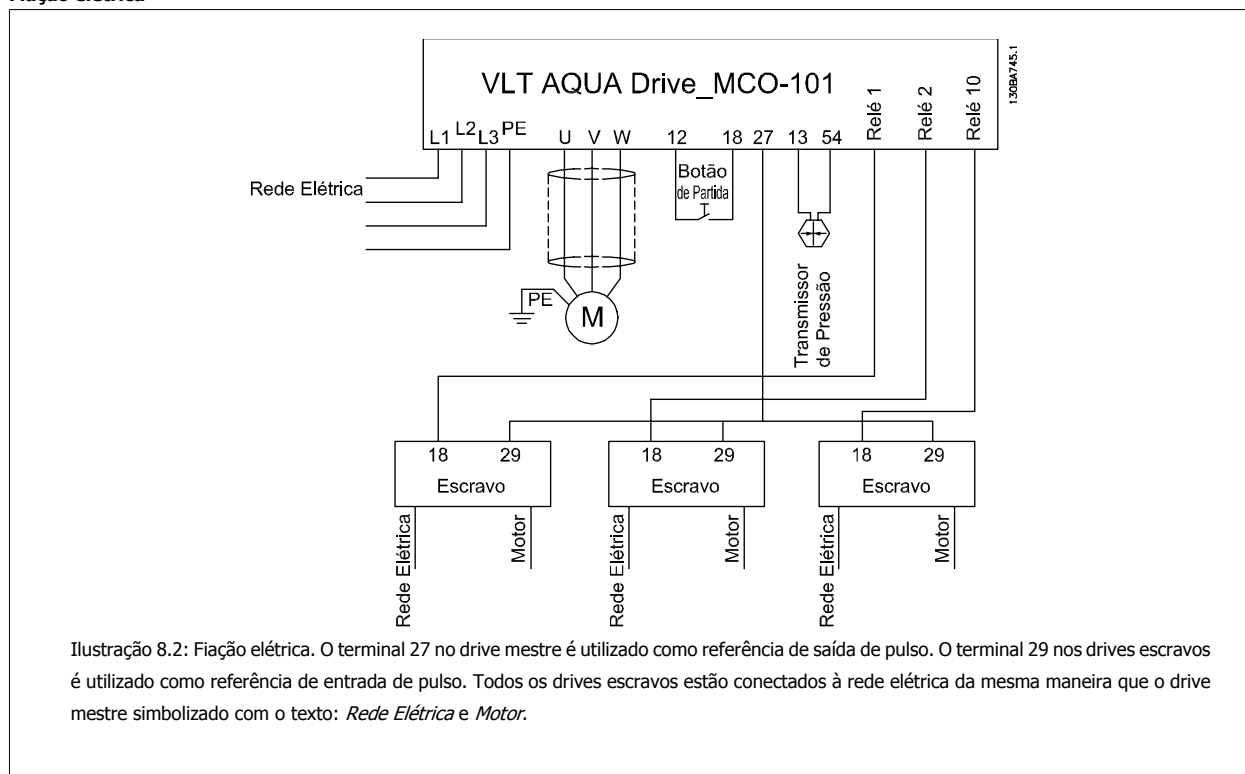 VLT AQUA Drive_MCO-101
Relé 1
Relé 2
Relé 10
130BA745.1
L1 L2 L3 PE U V W 12 18 27 13 54
Rede Elétrica
Botão
de Partida
PE
M
Transmissor
de Pressão
18 29
Escravo
Rede Elétrica
Motor
18 29
Escravo
Rede Elétrica
Motor
18 29
Escravo
Rede Elétrica
Motor
Ilustração 8.2: Fiação elétrica. O terminal 27 no drive mestre é utilizado como referência de saída de pulso. O terminal 29 nos drives escravos
é utilizado como referência de entrada de pulso. Todos os drives escravos estão conectados à rede elétrica da mesma maneira que o drive
mestre simbolizado com o texto: Rede Elétrica e Motor.